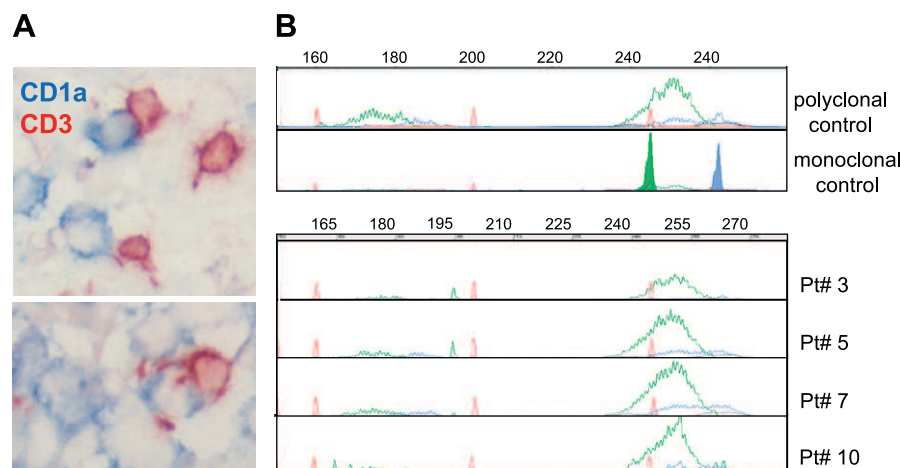 A
B
CD1a
CD3
160 180 200 220 240 240
polyclonal
control
monoclonal
control
165 180 195 210 225 240 255 270
Pt# 3
Pt# 5
Pt# 7
Pt# 10